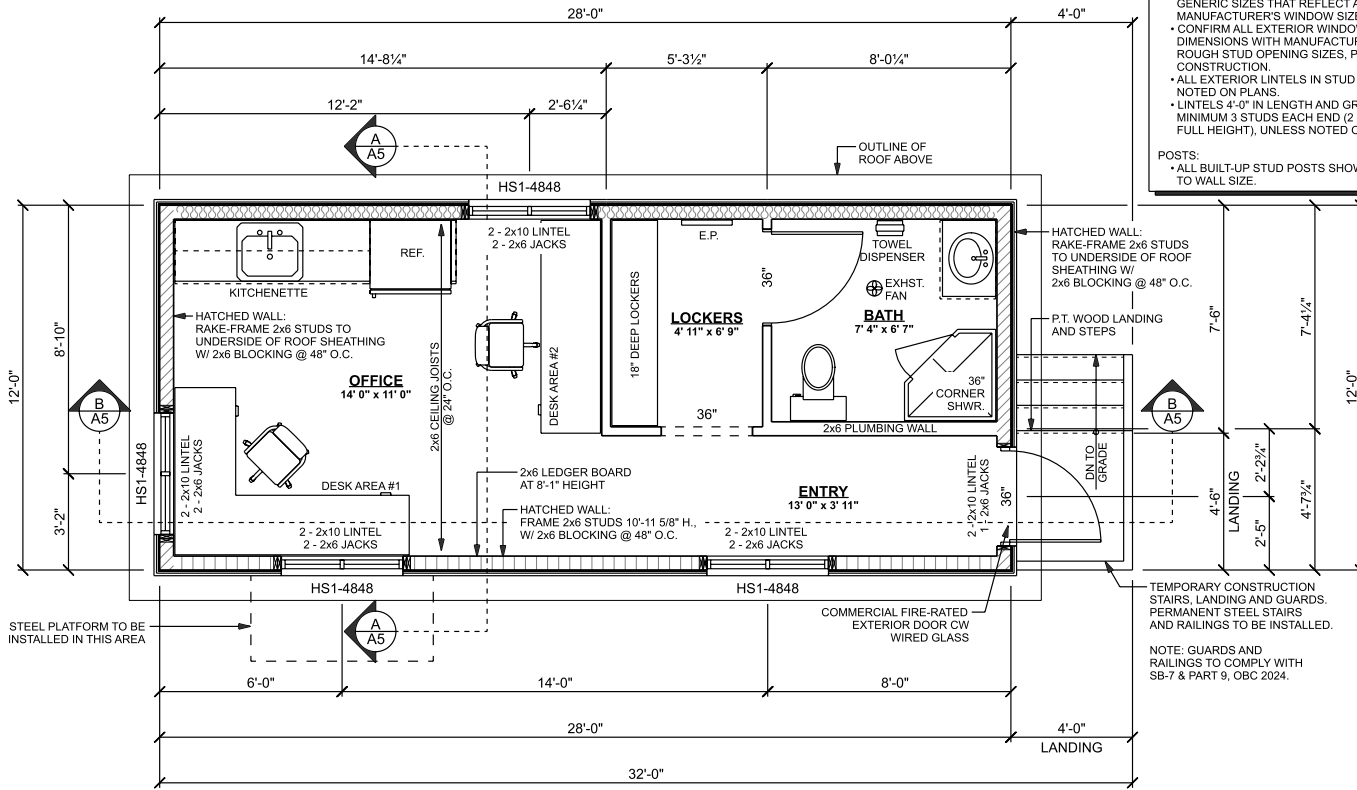 28'-0"
4'-0"
GENERIC SIZES THAT REFLECT
MANUFACTURER'S WINDOW
• CONFIRM ALL EXTERIOR
DIMENSIONS WITH
ROUGH STUD OPENING SIZES,
CONSTRUCTION.
• ALL EXTERIOR LINTELS IN STUD
NOTED ON PLANS.
• LINTELS 4'-0" IN LENGTH AND
MINIMUM 3 STUDS EACH END (2
FULL HEIGHT), UNLESS NOTED
POSTS:
• ALL BUILT-UP STUD POSTS
TO WALL SIZE.
14'-8¼"
5'-3½"
8'-0¼"
12'-2"
2'-6¼"
A
A5
OUTLINE OF
ROOF ABOVE
HS1-4848
2 - 2x10 LINTEL
2 - 2x6 JACKS
E.P.
TOWEL
DISPENSER
REF.
KITCHENETTE
EXHST.
FAN
36"
HATCHED WALL:
RAKE-FRAME 2x6 STUDS
TO UNDERSIDE OF ROOF
SHEATHING W/
2x6 BLOCKING @ 48" O.C.
HATCHED WALL:
RAKE-FRAME 2x6 STUDS TO
UNDERSIDE OF ROOF SHEATHING
W/ 2x6 BLOCKING @ 48" O.C.
18" DEEP LOCKERS
LOCKERS
4' 11" x 6' 9"
BATH
7' 4" x 6' 7"
P.T. WOOD LANDING
AND STEPS
7'-6"
7'-4¼"
8'-10"
12'-0"
12'-0"
OFFICE
14' 0" x 11' 0"
2x6 CEILING JOISTS
@ 24" O.C.
DESK AREA #2
36"
CORNER
SHWR.
B
A5
B
A5
36"
2x6 PLUMBING WALL
DN TO
GRADE
HS1-4848
2 - 2x10 LINTEL
2 - 2x6 JACKS
DESK AREA #1
2x6 LEDGER BOARD
AT 8'-1" HEIGHT
ENTRY
13' 0" x 3' 11"
2 - 2x10 LINTEL
1 - 2x6 JACKS
36"
4'-6"
LANDING
2'-2¾"
2'-5"
4'-7¾"
3'-2"
HATCHED WALL:
FRAME 2x6 STUDS 10'-11 5/8" H.,
W/ 2x6 BLOCKING @ 48" O.C.
2 - 2x10 LINTEL
2 - 2x6 JACKS
2 - 2x10 LINTEL
2 - 2x6 JACKS
HS1-4848
HS1-4848
STEEL PLATFORM TO BE
INSTALLED IN THIS AREA
A
A5
COMMERCIAL FIRE-RATED
EXTERIOR DOOR CW
WIRED GLASS
TEMPORARY CONSTRUCTION
STAIRS, LANDING AND GUARDS.
PERMANENT STEEL STAIRS
AND RAILINGS TO BE INSTALLED.
NOTE: GUARDS AND
RAILINGS TO COMPLY WITH
SB-7 & PART 9, OBC 2024.
6'-0"
14'-0"
8'-0"
28'-0"
4'-0"
LANDING
32'-0"